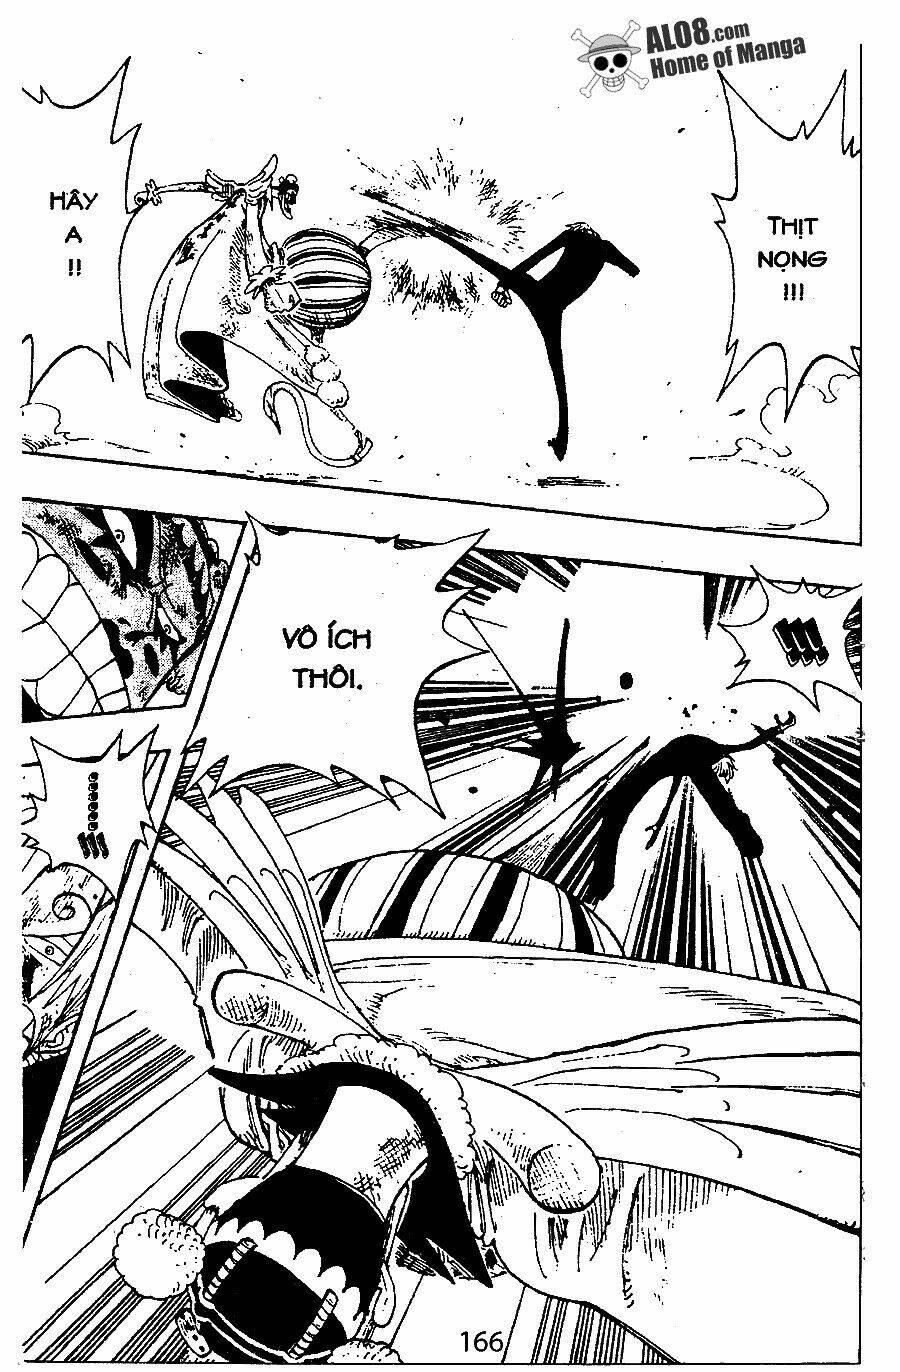 ALO8.com
Home of Manga
THỊT
NỌNG
!!!
HÂY
A
!!
!!!
VÔ ÍCH
THÔI.
......!!!
166